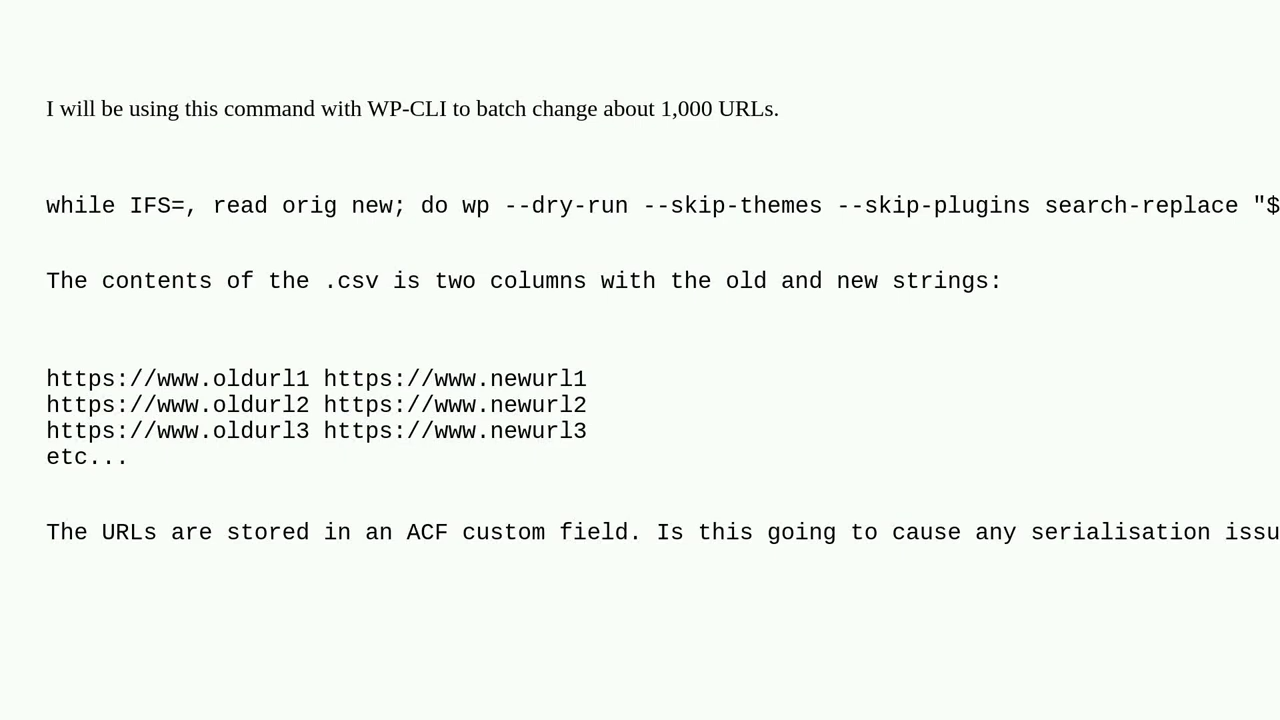 I will be using this command with WP-CLI to batch change about 1,000 URLs.
while IFS=, read orig new; do wp --dry-run --skip-themes --skip-plugins search-replace "$
The contents of the .csv is two columns with the old and new strings:
https://www.oldurl1 https://www.newurl1
https://www.oldurl2 https://www.newurl2
https://www.oldurl3 https://www.newurl3
etc...
The URLs are stored in an ACF custom field. Is this going to cause any serialisation issu